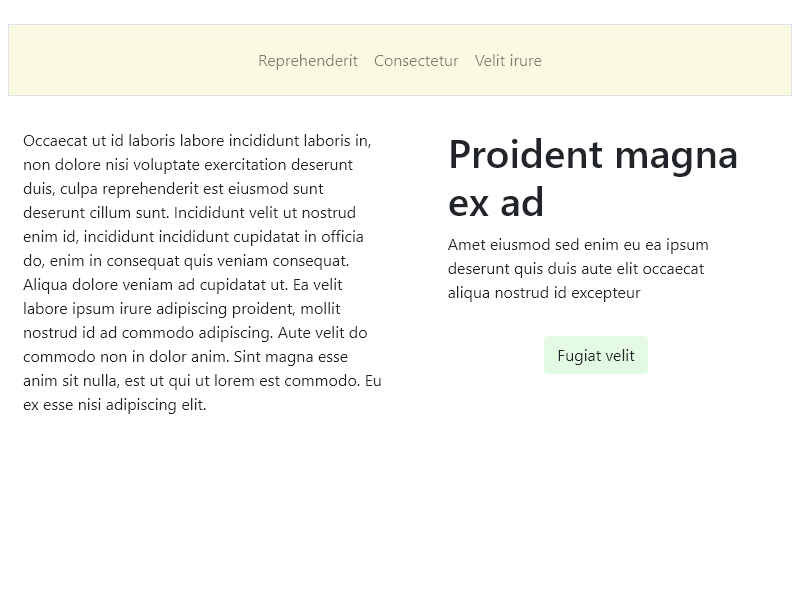 Reprehenderit Consectetur Velit irure
Occaecat ut id laboris labore incididunt laboris in,
non dolore nisi voluptate exercitation deserunt
duis, culpa reprehenderit est eiusmod sunt
deserunt cillum sunt. Incididunt velit ut nostrud
enim id, incididunt incididunt cupidatat in officia
do, enim in consequat quis veniam consequat.
Aliqua dolore veniam ad cupidatat ut. Ea velit
labore ipsum irure adipiscing proident, mollit
nostrud id ad commodo adipiscing. Aute velit do
commodo non in dolor anim. Sint magna esse
anim sit nulla, est ut qui ut lorem est commodo. Eu
ex esse nisi adipiscing elit.
Proident magna
ex ad
Amet eiusmod sed enim eu ea ipsum
deserunt quis duis aute elit occaecat
aliqua nostrud id excepteur
Fugiat velit